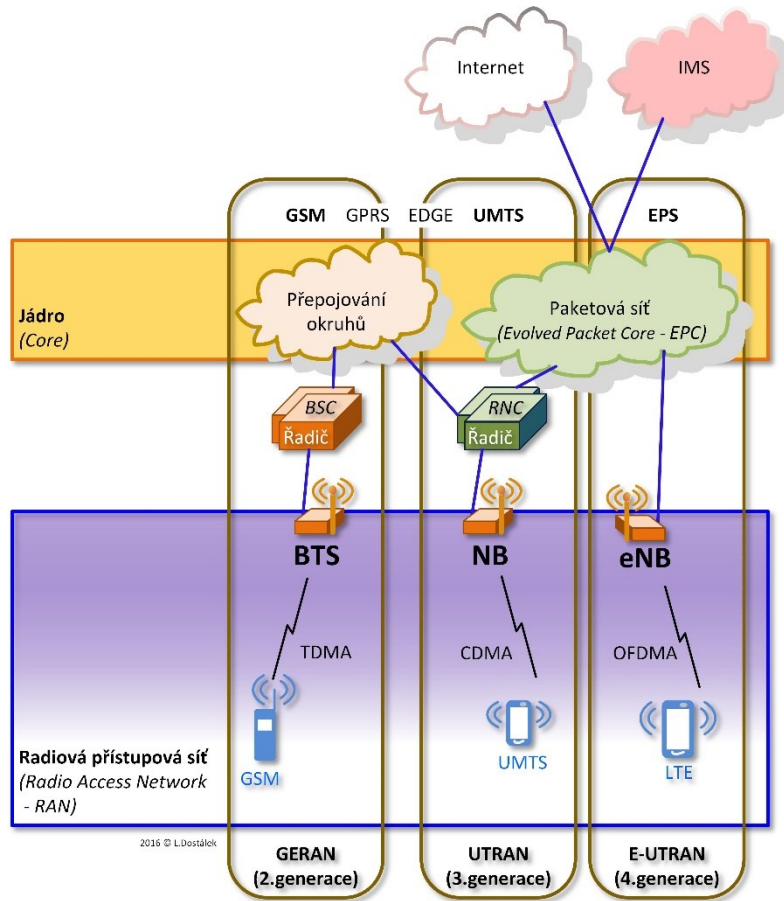 Internet
IMS
GSM GPRS EDGE UMTS EPS
Jádro
(Core)
Přepojování
okruhů
Paketová síť
(Evolved Packet Core - EPC)
BSC
Řadič
RNC
Řadič
BTS
NB
eNB
TDMA
CDMA
OFDMA
GSM
UMTS
LTE
Radiová přístupová síť
(Radio Access Network
- RAN)
2016 © L.Dostálek
GERAN
(2.generace)
UTRAN
(3.generace)
E-UTRAN
(4.generace)